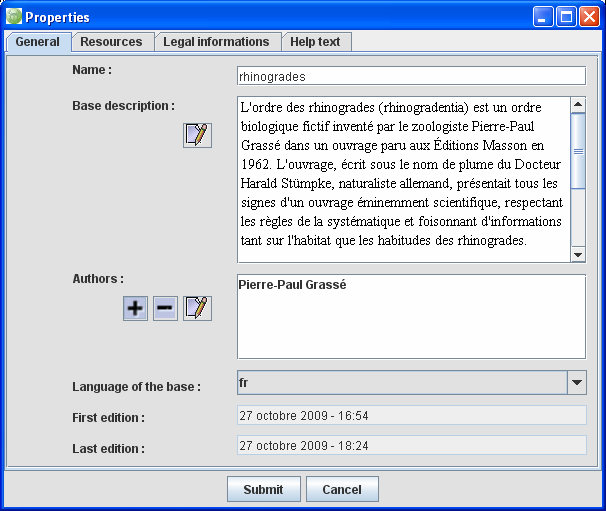 Properties
General Resources Legal informations Help text
Name : rhinogrades
Base description :
L'ordre des rhinogrades (rhinogradentia) est un ordre
biologique fictif inventé par le zoologiste Pierre-Paul
Grassé dans un ouvrage paru aux Éditions Masson en
1962. L'ouvrage, écrit sous le nom de plume du Docteur
Harald Stümpke, naturaliste allemand, présentait tous les
signes d'un ouvrage éminemment scientifique, respectant
les règles de la systématique et foisonnant d'informations
tant sur l'habitat que les habitudes des rhinogrades.
Authors :
Pierre-Paul Grassé
Language of the base : fr
First edition : 27 octobre 2009 - 16:54
Last edition : 27 octobre 2009 - 18:24
Submit Cancel